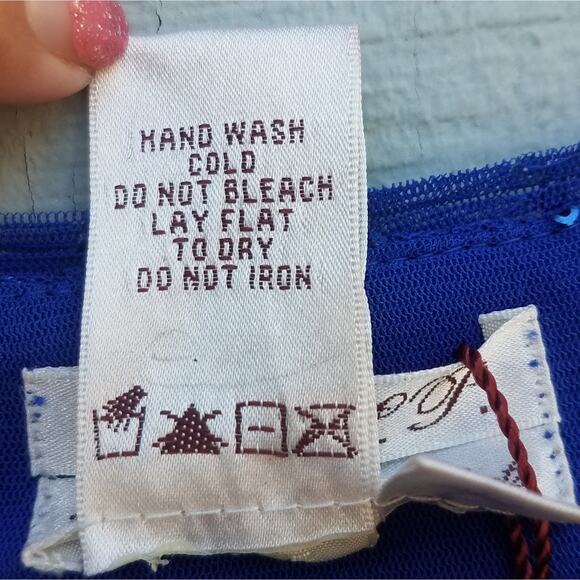 HAND WASH
COLD
DO NOT BLEACH
LAY FLAT
TO DRY
DO NOT IRON